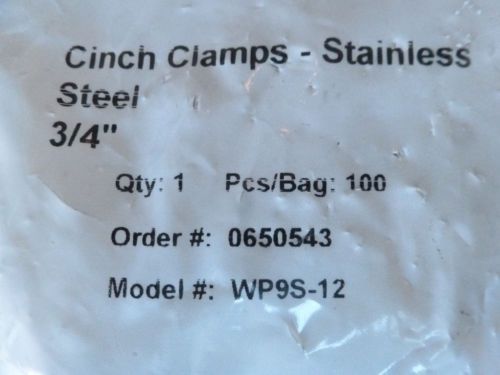 Cinch Clamps - Stainless
Steel
3/4"
Qty: 1 Pcs/Bag: 100
Order #: 0650543
Model #: WP9S-12